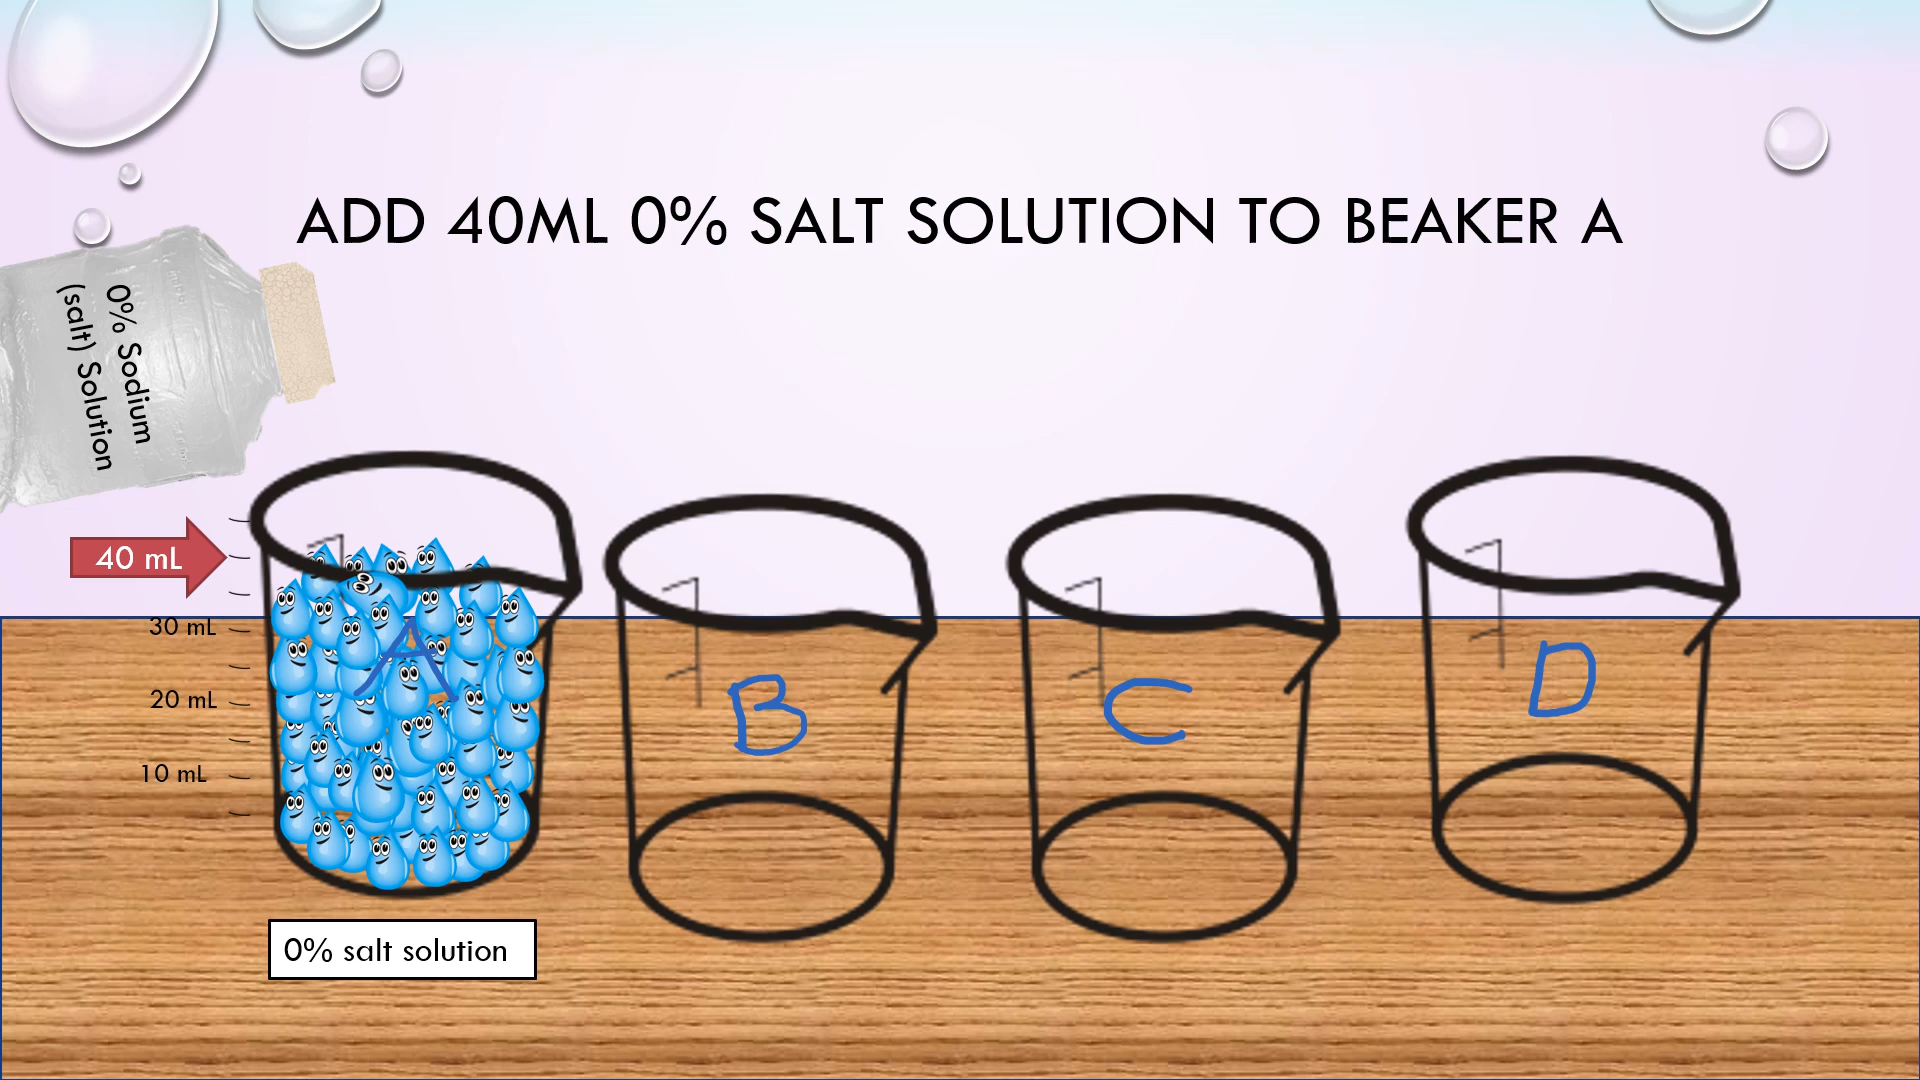 ADD 40ML 0% SALT SOLUTION TO BEAKER A
0% Sodium
(salt) Solution
40 mL
30 mL
20 mL
10 mL
A
B
C
D
0% salt solution